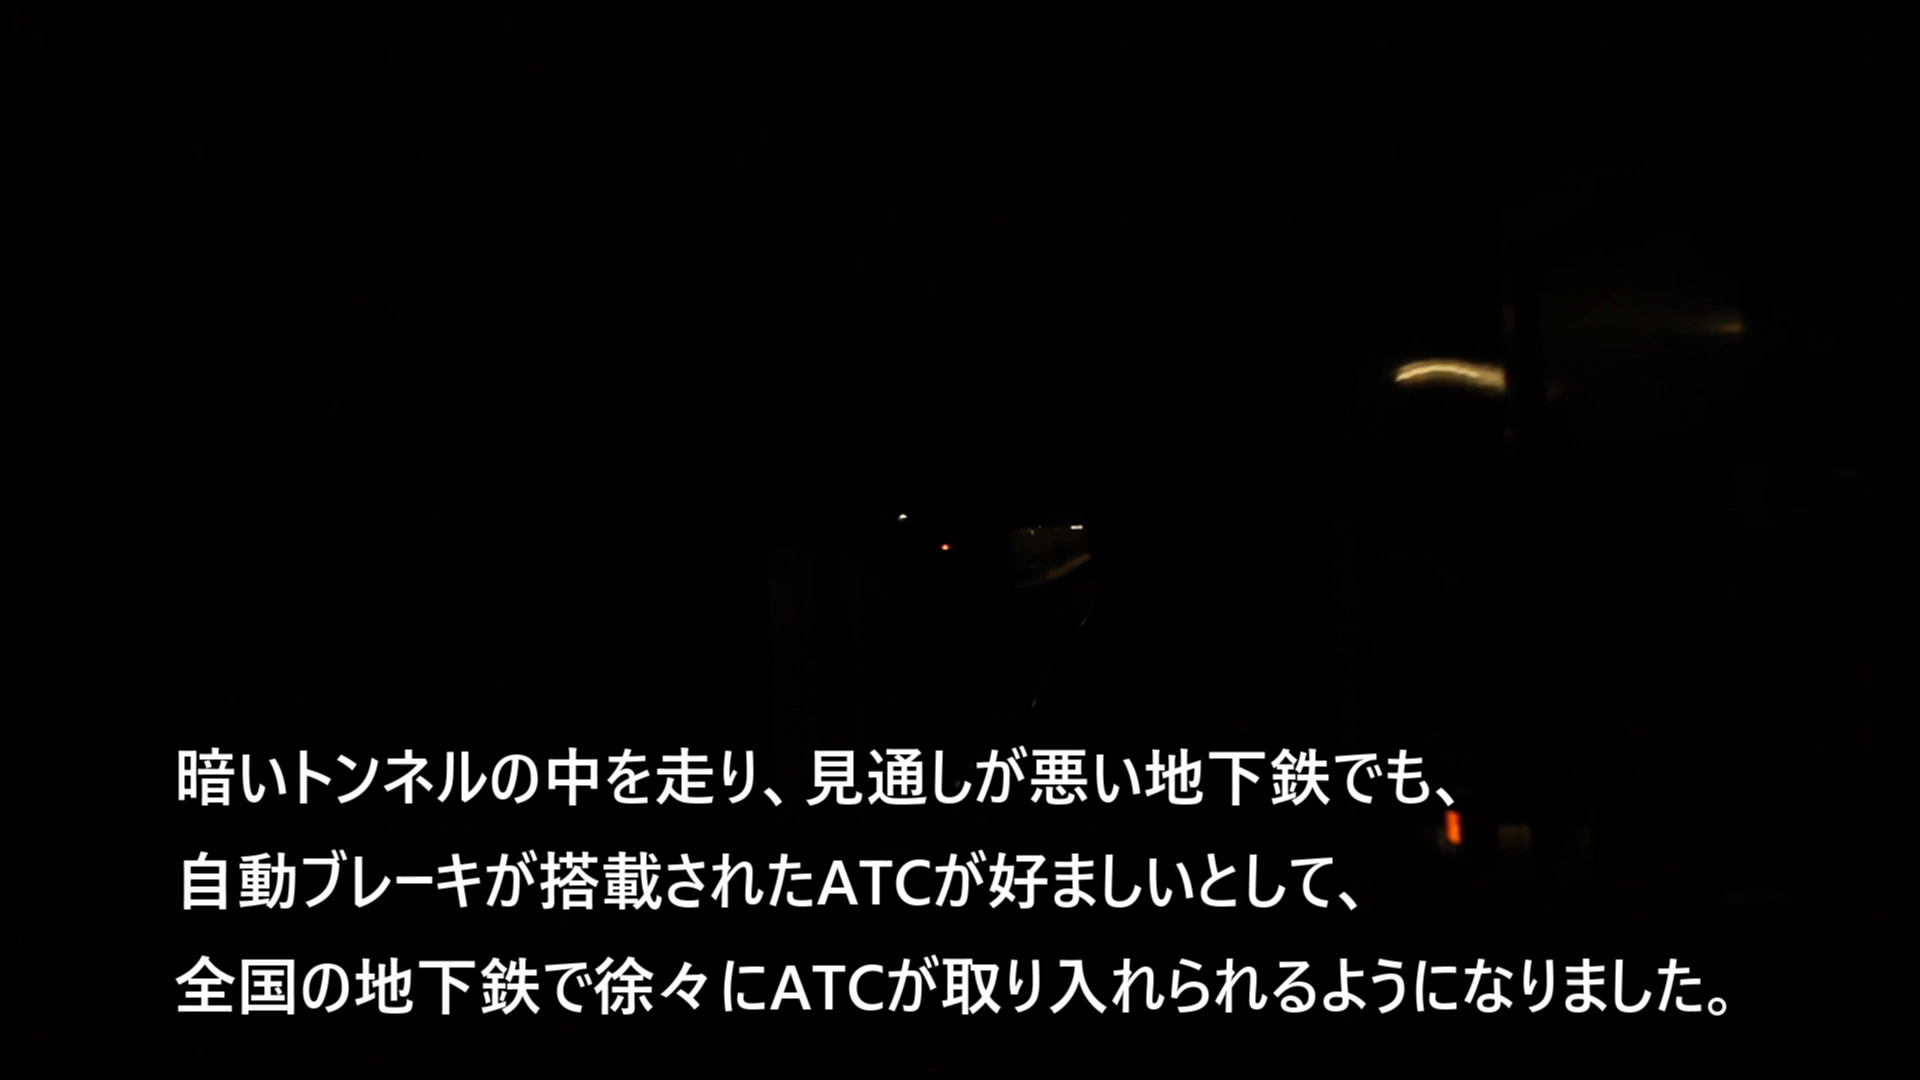 暗いトンネルの中を走り、見通しが悪い地下鉄でも、
自動ブレーキが搭載されたATCが好ましいとして、
全国の地下鉄で徐々にATCが取り入れられるようになりました。